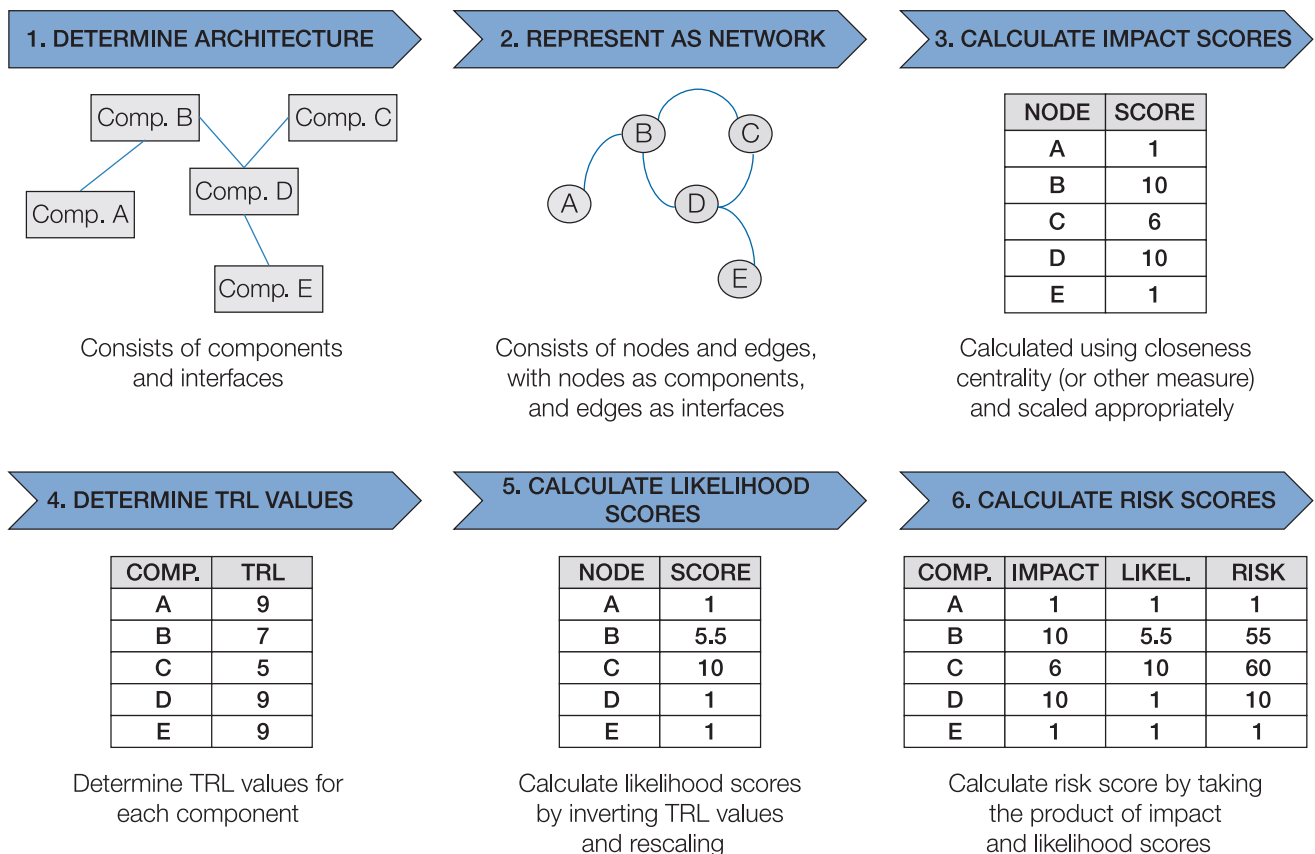 1. DETERMINE ARCHITECTURE
Comp. B
Comp. C
Comp. D
Comp. A
Comp. E
Consists of components
and interfaces
2. REPRESENT AS NETWORK
B
C
A
D
E
Consists of nodes and edges,
with nodes as components,
and edges as interfaces
3. CALCULATE IMPACT SCORES
NODE SCORE
A 1
B 10
C 6
D 10
E 1
Calculated using closeness
centrality (or other measure)
and scaled appropriately
4. DETERMINE TRL VALUES
COMP. TRL
A 9
B 7
C 5
D 9
E 9
Determine TRL values for
each component
5. CALCULATE LIKELIHOOD
SCORES
NODE SCORE
A 1
B 5.5
C 10
D 1
E 1
Calculate likelihood scores
by inverting TRL values
and rescaling
6. CALCULATE RISK SCORES
COMP. IMPACT LIKEL. RISK
A 1 1 1
B 10 5.5 55
C 6 10 60
D 10 1 10
E 1 1 1
Calculate risk score by taking
the product of impact
and likelihood scores